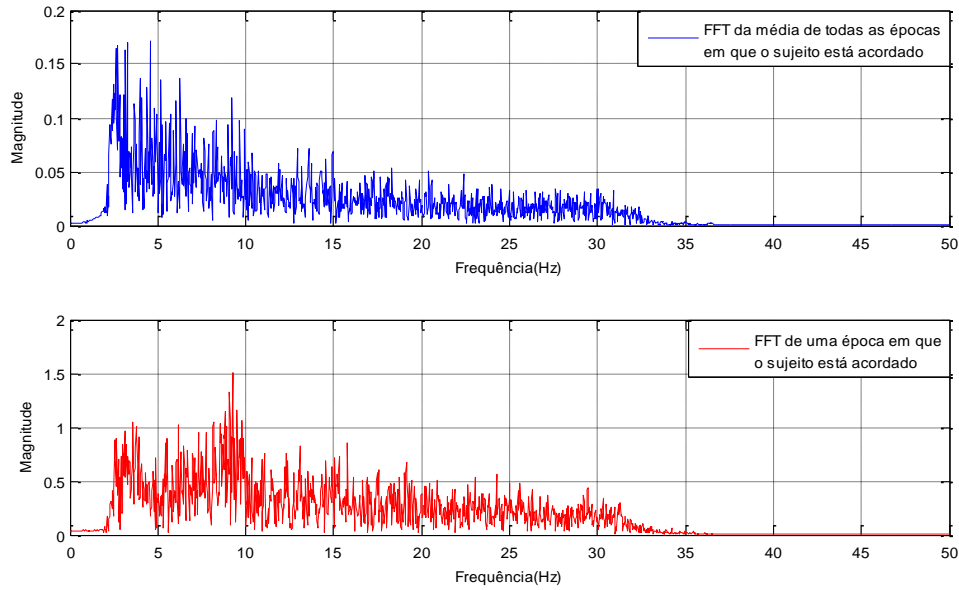 0.2
0.15
0.1
0.05
0
Magnitude
FFT da média de todas as épocas
em que o sujeito está acordado
0 5 10 15 20 25 30 35 40 45 50
Frequência(Hz)
2
1.5
1
0.5
0
Magnitude
FFT de uma época em que
o sujeito está acordado
0 5 10 15 20 25 30 35 40 45 50
Frequência(Hz)